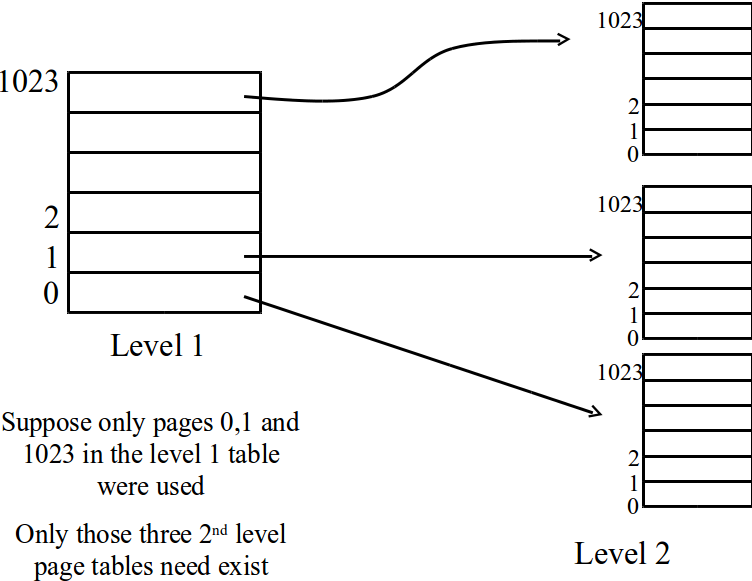 1023
2
1
0
Level 1
Suppose only pages 0,1 and
1023 in the level 1 table
were used
Only those three 2nd level
page tables need exist
1023
2
1
0
1023
2
1
0
1023
2
1
0
Level 2